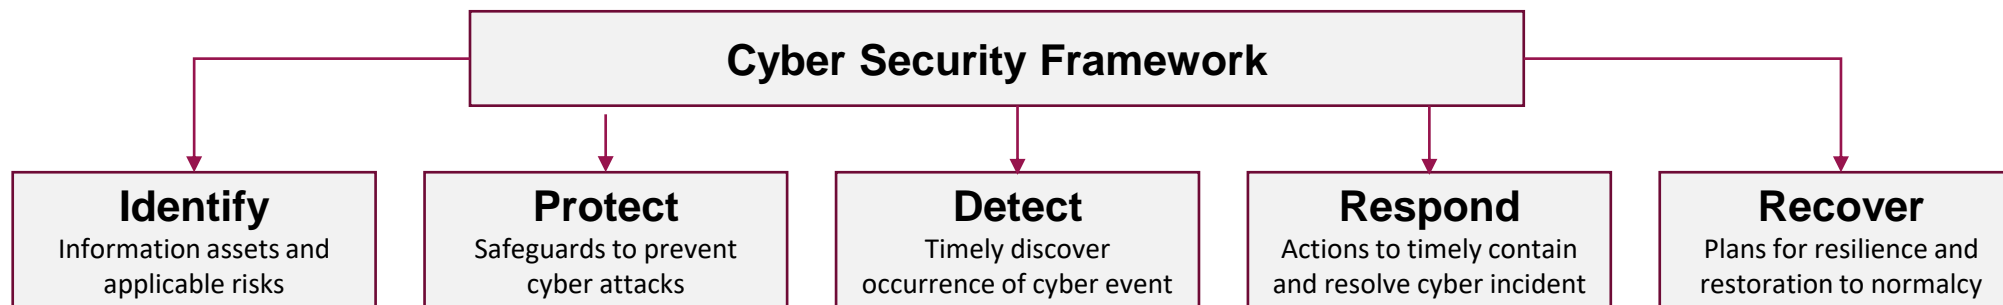 Cyber Security Framework
Identify
Information assets and
applicable risks
Protect
Safeguards to prevent
cyber attacks
Detect
Timely discover
occurrence of cyber event
Respond
Actions to timely contain
and resolve cyber incident
Recover
Plans for resilience and
restoration to normalcy